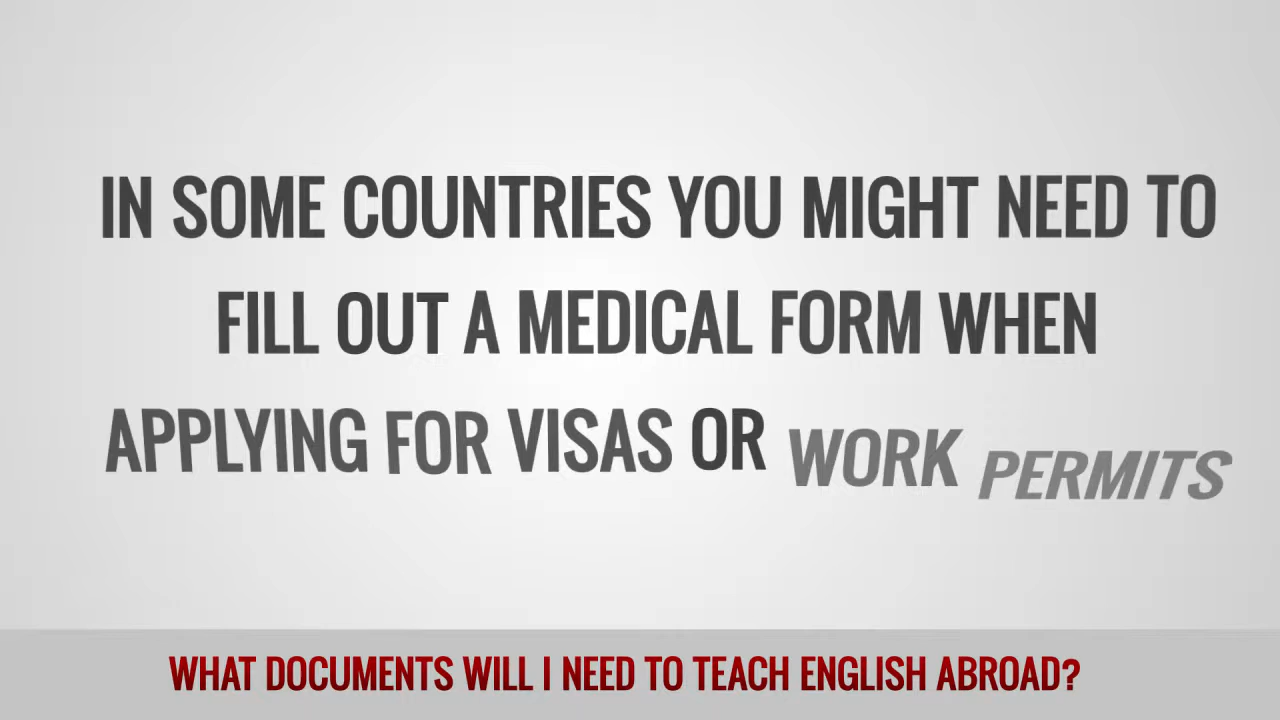 IN SOME COUNTRIES YOU MIGHT NEED TO
FILL OUT A MEDICAL FORM WHEN
APPLYING FOR VISAS OR WORK PERMITS
WHAT DOCUMENTS WILL I NEED TO TEACH ENGLISH ABROAD?